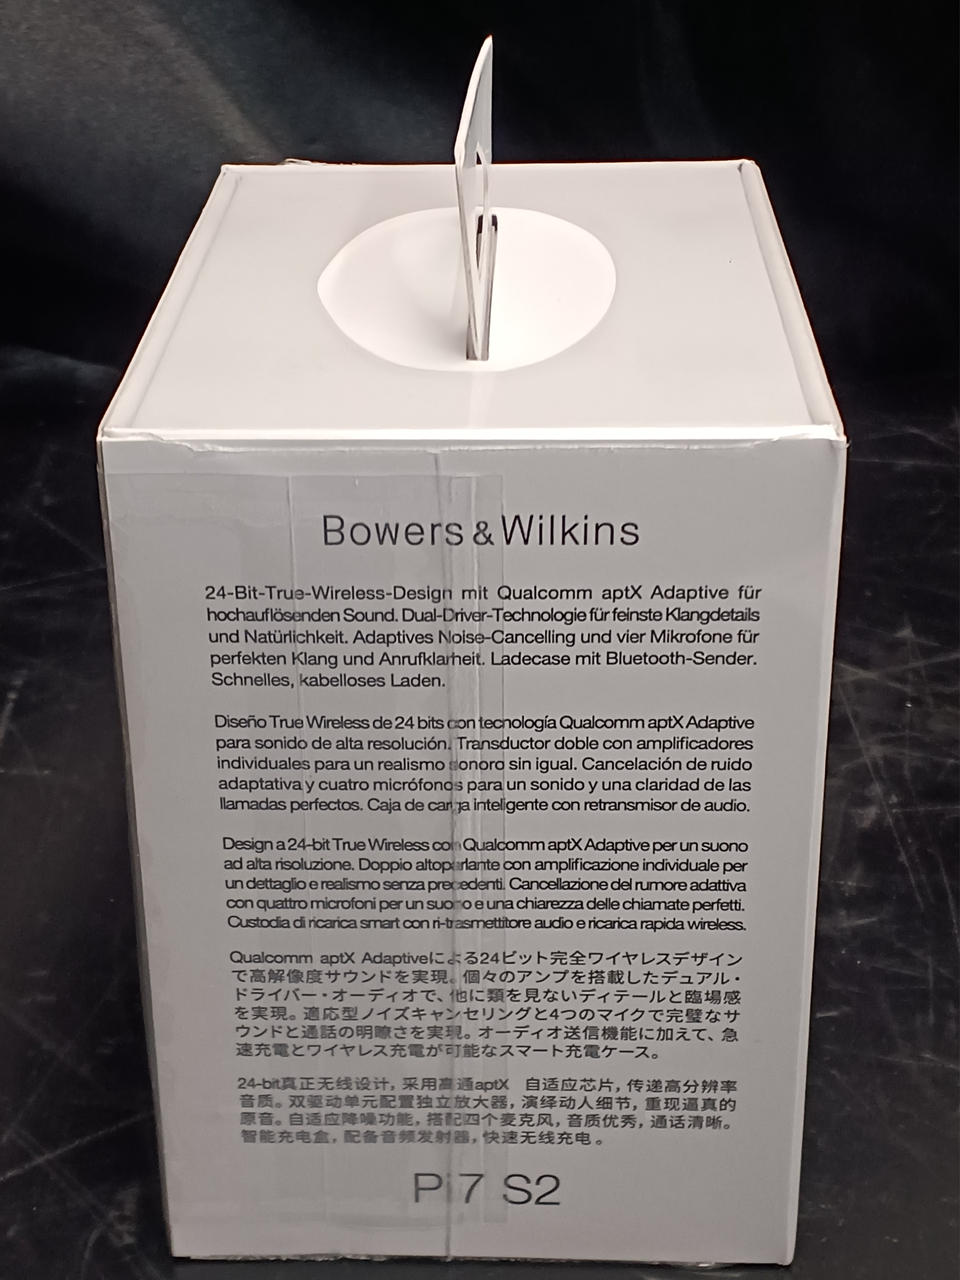 Bowers & Wilkins
24-Bit-True-Wireless-Design mit Qualcomm aptX Adaptive für
hochauflösenden Sound. Dual-Driver-Technologie für feinste Klangdetails
und Natürlichkeit. Adaptives Noise-Cancelling und vier Mikrofone für
perfekten Klang und Anrufklarheit. Ladecase mit Bluetooth-Sender.
Schnelles, kabelloses Laden.
Diseño True Wireless de 24 bits con tecnología Qualcomm aptX Adaptive
para sonido de alta resolución. Transductor doble con amplificadores
individuales para un realismo sonoro sin igual. Cancelación de ruido
adaptativa y cuatro micrófonos para un sonido y una claridad de las
llamadas perfectos. Caja de carga inteligente con retransmisor de audio.
Design a 24-bit True Wireless con Qualcomm aptX Adaptive per un suono
ad alta risoluzione. Doppio altoparlante con amplificazione individuale per
un dettaglio e realismo senza precedenti. Cancellazione del rumore adattiva
con quattro microfoni per un suono e una chiarezza delle chiamate perfetti.
Custodia di ricarica smart con ri-trasmettitore audio e ricarica rapida wireless.
Qualcomm aptX Adaptiveによる24ビット完全ワイヤレスデザイン
で高解像度サウンドを実現。個々のアンプを搭載したデュアル・
ドライバー・オーディオで、他に類を見ないディテールと臨場感
を実現。適応型ノイズキャンセリングと4つのマイクで完璧なサ
ウンドと通話の明瞭さを実現。オーディオ送信機能に加えて、急
速充電とワイヤレス充電が可能なスマート充電ケース。
24-bit真正无线设计，采用高通aptX 自适应芯片，传递高分辨率
音质。双驱动单元配置独立放大器，演绎动人细节，重现逼真的
原音。自适应降噪功能，搭配四个麦克风，音质优秀，通话清晰。
智能充电盒，配备音频发射器，快速无线充电。
Pi7 S2